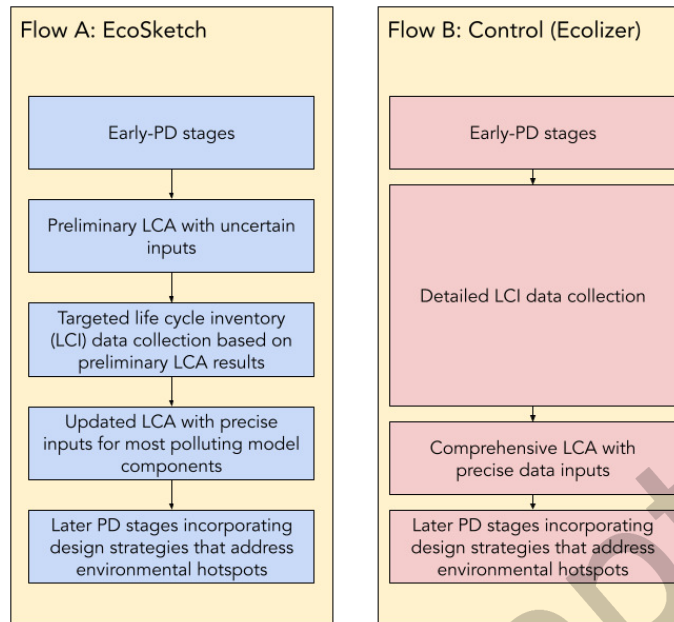 Flow A: EcoSketch
Early-PD stages
Preliminary LCA with uncertain
inputs
Targeted life cycle inventory
(LCI) data collection based on
preliminary LCA results
Updated LCA with precise
inputs for most polluting model
components
Later PD stages incorporating
design strategies that address
environmental hotspots
Flow B: Control (Ecolizer)
Early-PD stages
Detailed LCI data collection
Comprehensive LCA with
precise data inputs
Later PD stages incorporating
design strategies that address
environmental hotspots